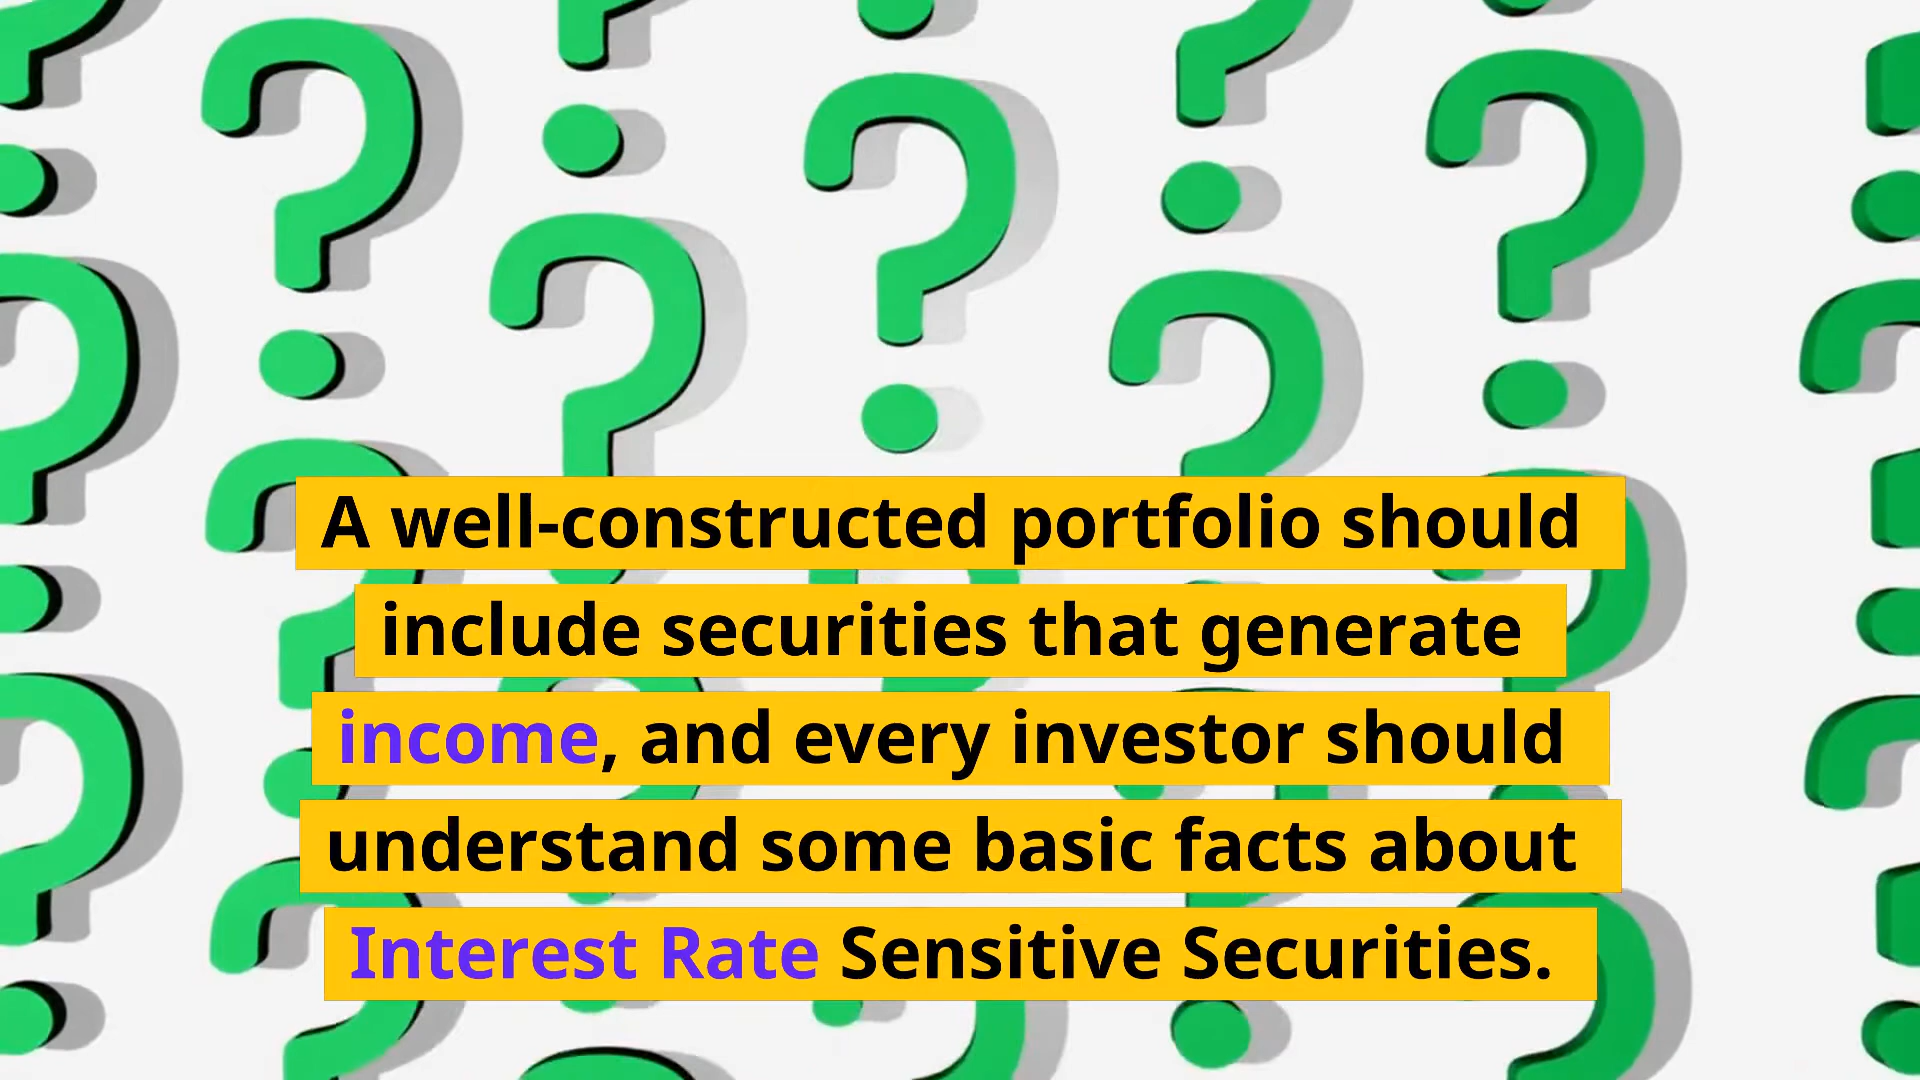 A well-constructed portfolio should
include securities that generate
income, and every investor should
understand some basic facts about
Interest Rate Sensitive Securities.